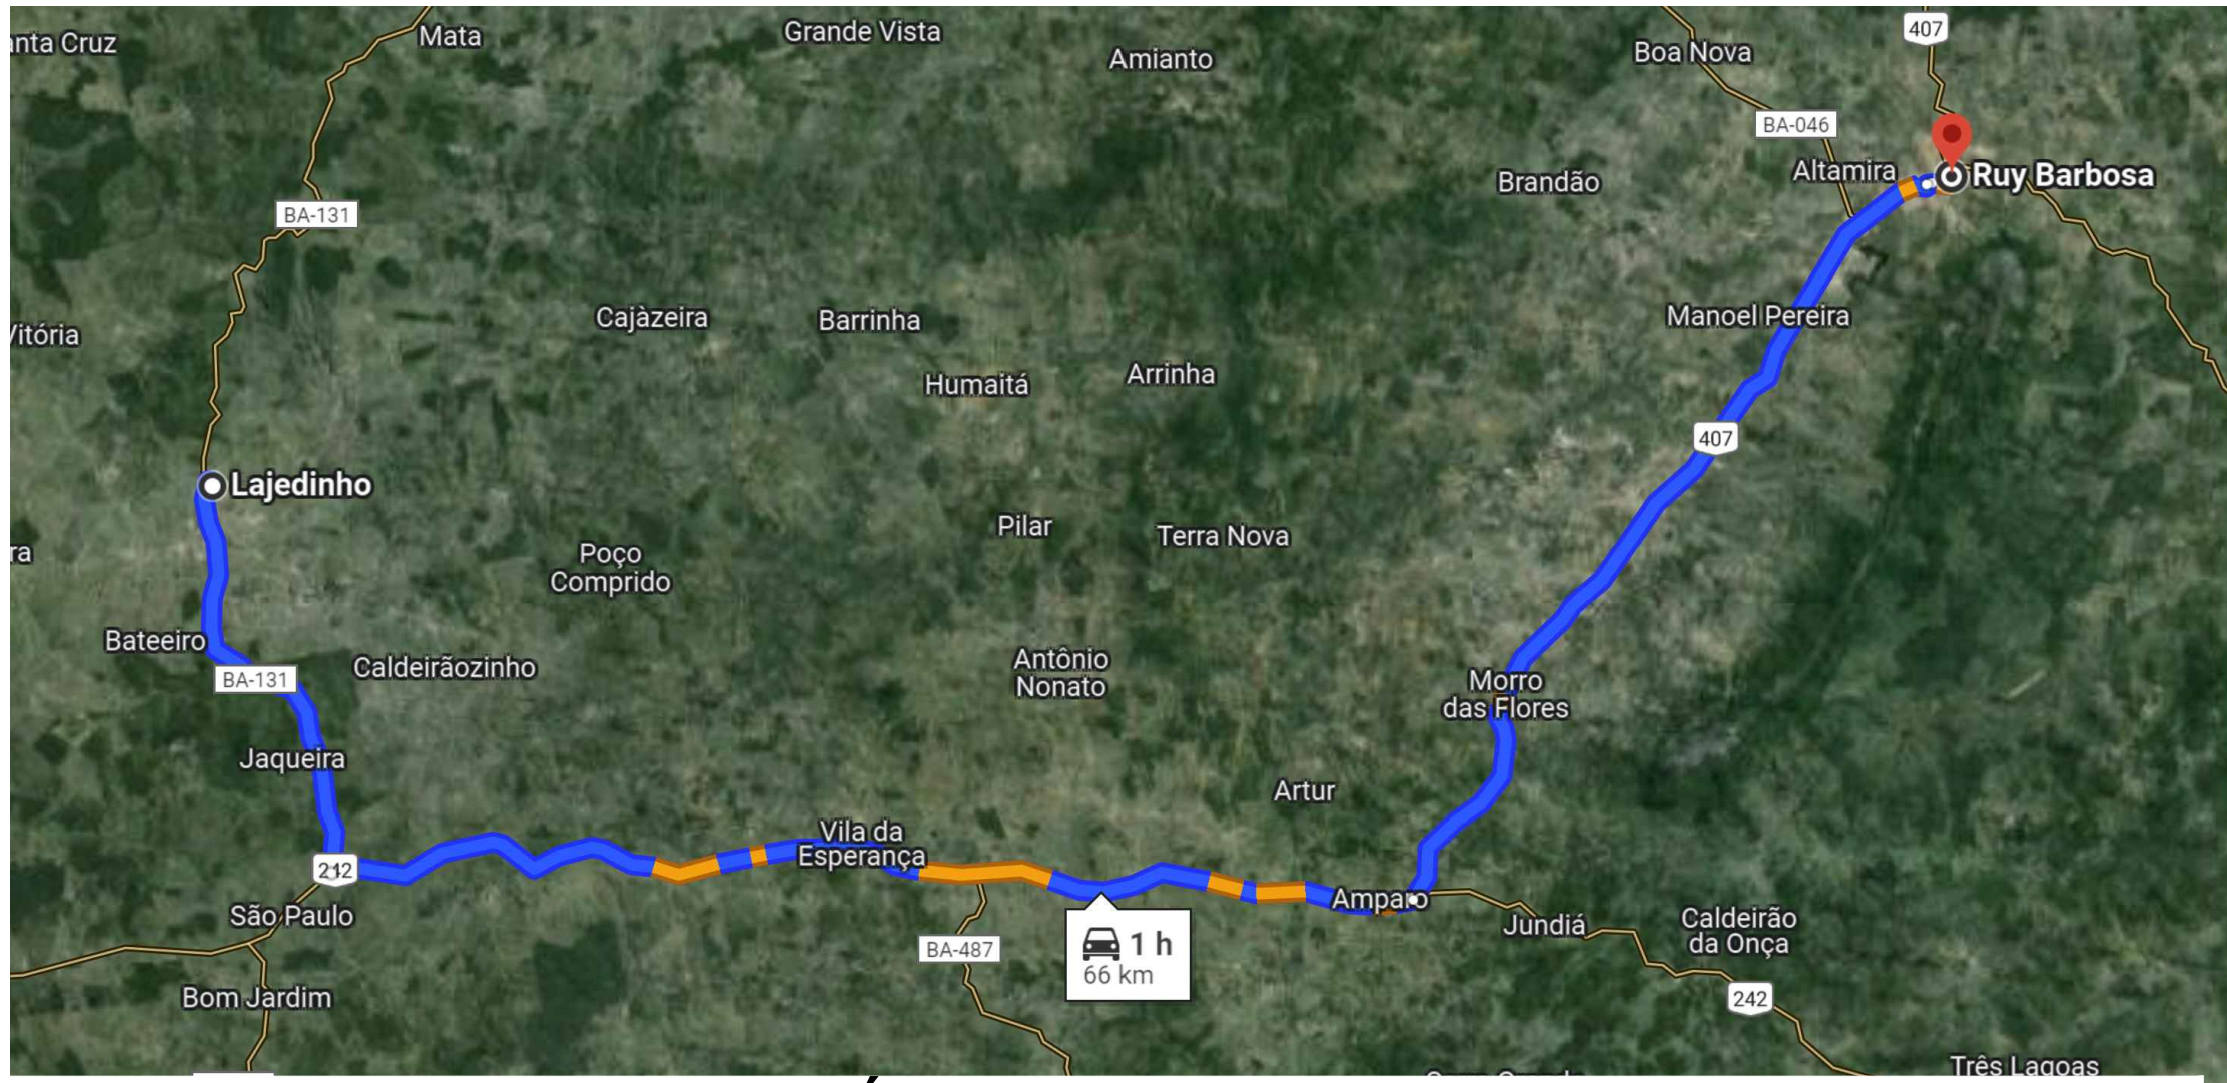 Mata
Grande Vista
Amianto
Boa Nova
407
BA-046
Altamira
Ruy Barbosa
Brandão
BA-131
Cajàzeira
Barrinha
Manoel Pereira
Humaitá
Arrinha
407
Lajedinho
Pilar
Terra Nova
Poço
Comprido
Bateeiro
BA-131
Caldeirãozinho
Antônio
Nonato
Morro
das Flores
Jaqueira
Artur
Vila da
Esperança
242
Amparo
São Paulo
Jundiá
Caldeirão
da Onça
BA-487
1 h
66 km
Bom Jardim
242
Três Lagoas